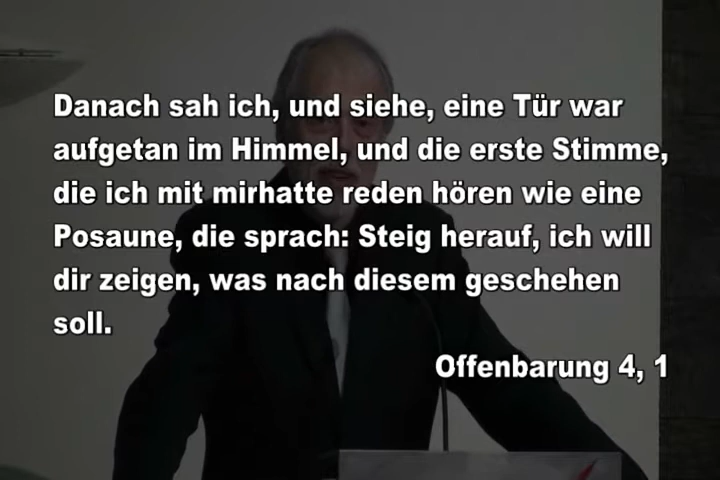 Danach sah ich, und siehe, eine Tür war
aufgetan im Himmel, und die erste Stimme,
die ich mit mirhatte reden hören wie eine
Posaune, die sprach: Steig herauf, ich will
dir zeigen, was nach diesem geschehen
soll.
Offenbarung 4, 1